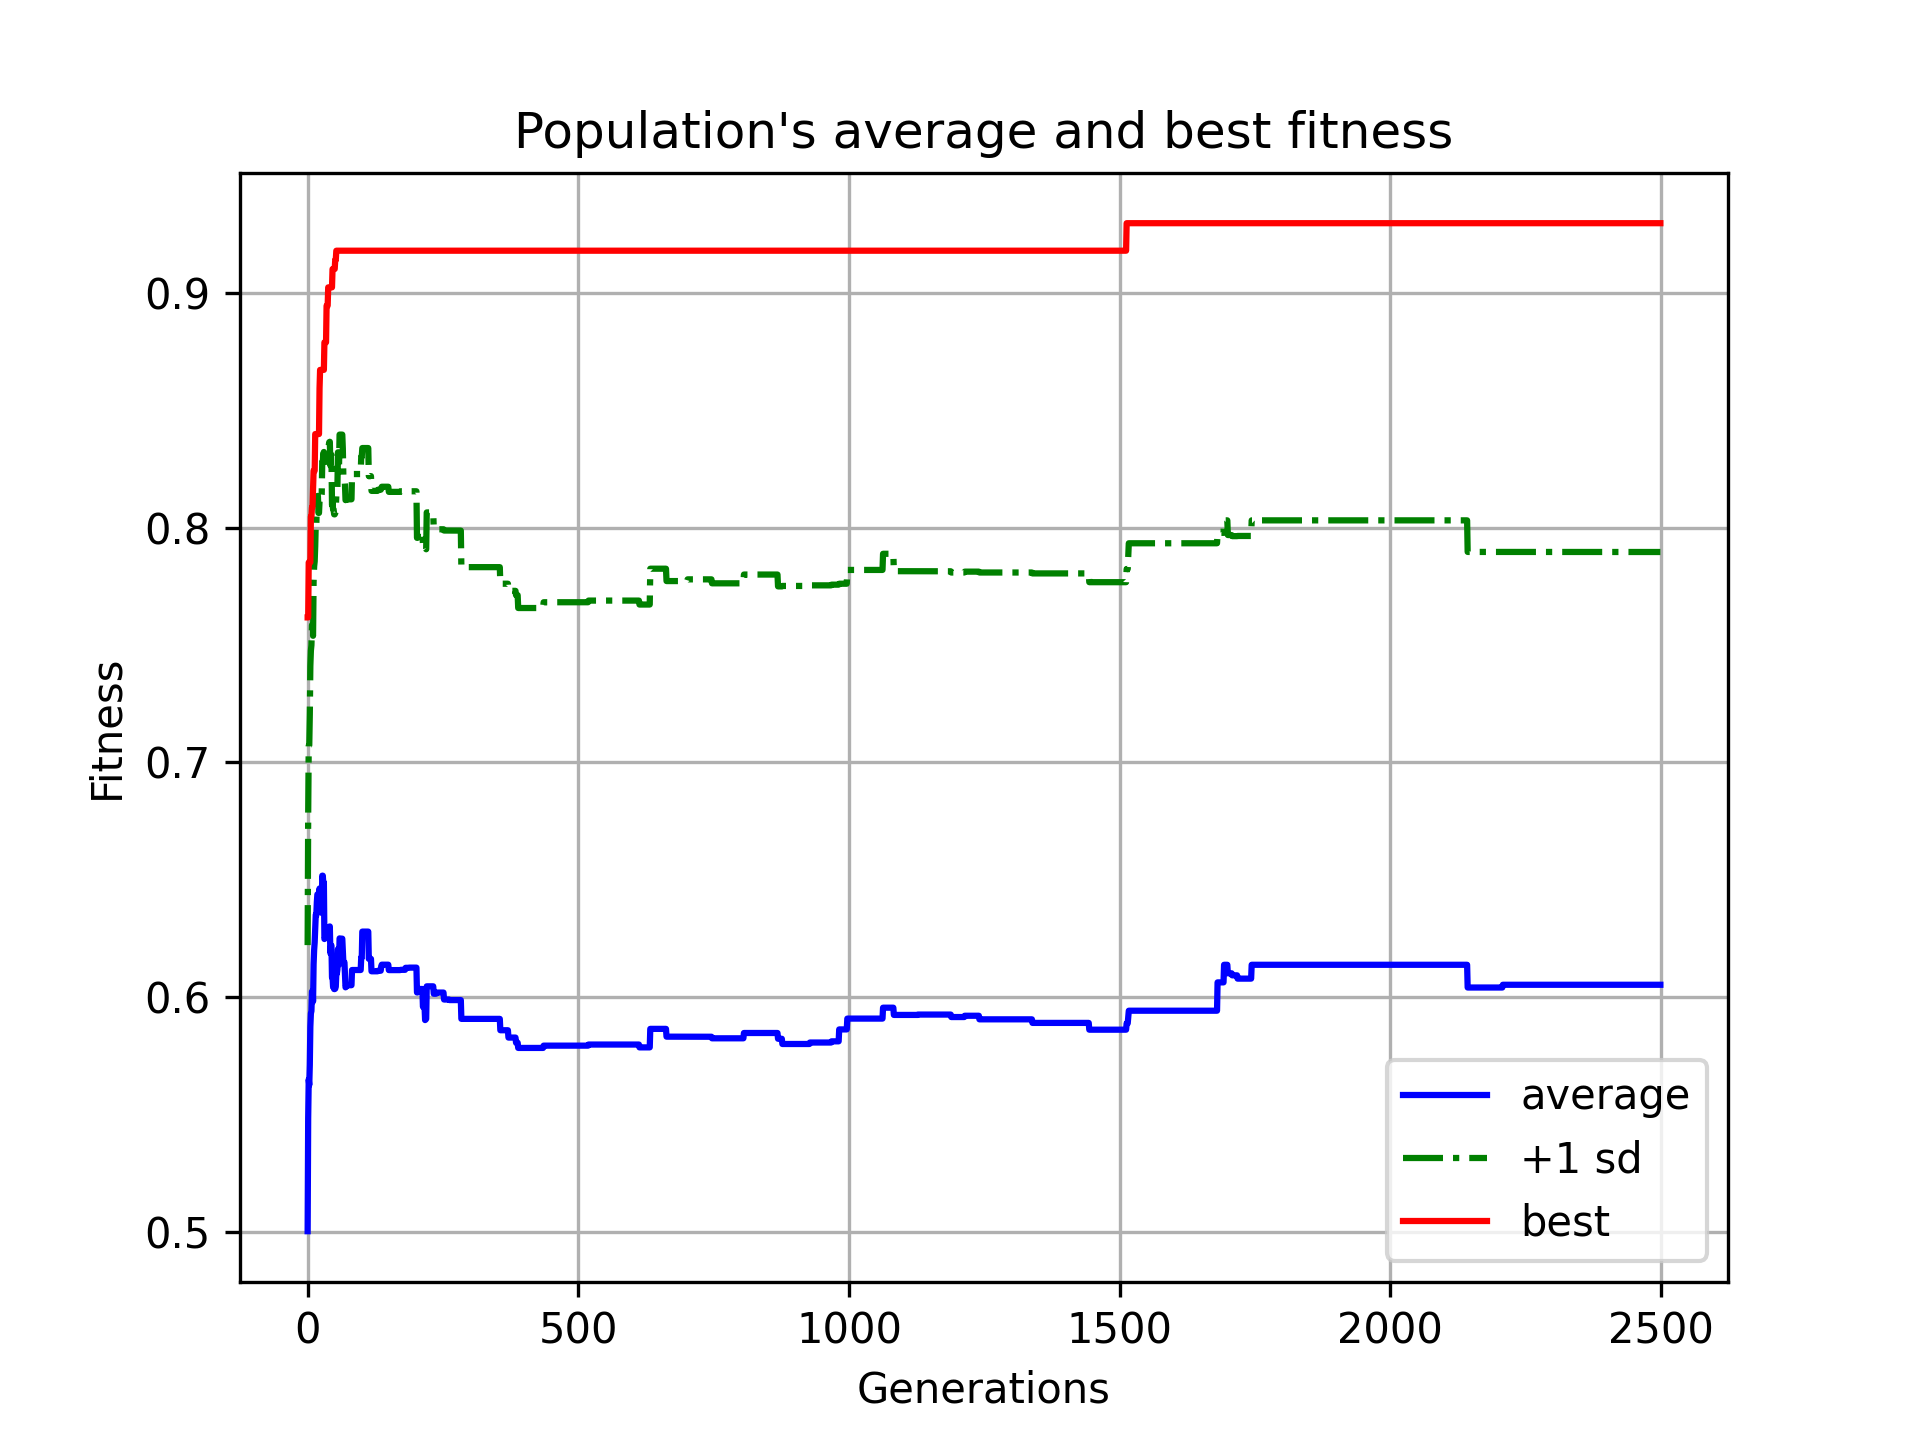 Population's average and best fitness
Fitness
0.9
0.8
0.7
0.6
0.5
average
+1 sd
best
0 500 1000 1500 2000 2500
Generations